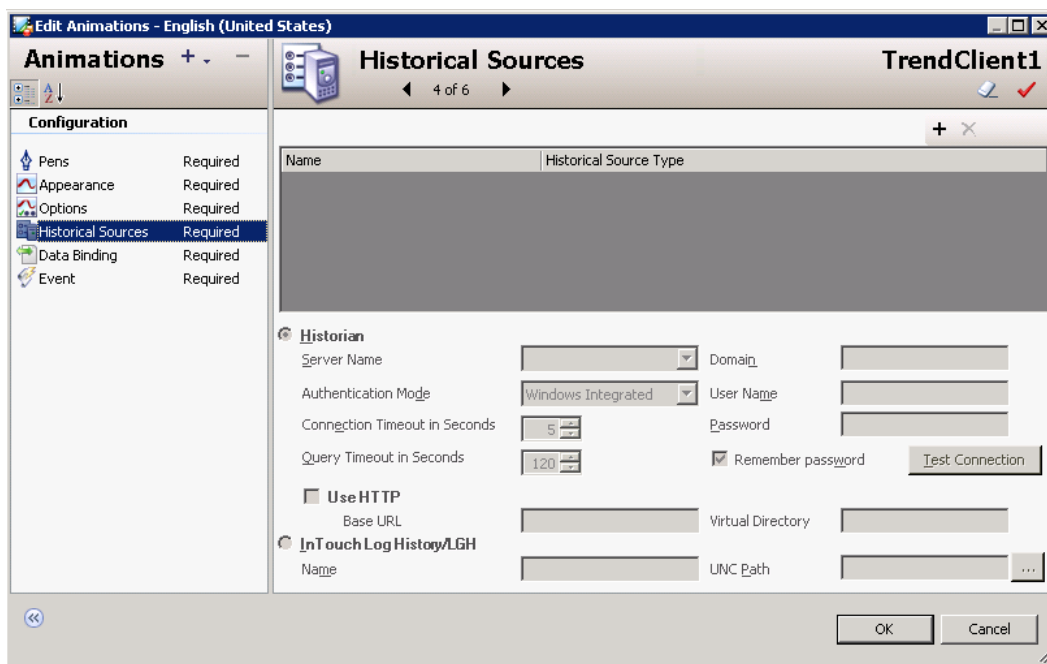 Edit Animations - English (United States)
Animations
Historical Sources
TrendClient1
4 of 6
Configuration
Pens Required
Appearance Required
Options Required
Historical Sources Required
Data Binding Required
Event Required
Name Historical Source Type
Historian
Server Name Domain
Authentication Mode Windows Integrated User Name
Connection Timeout in Seconds 5 Password
Query Timeout in Seconds 120 Remember password Test Connection
Use HTTP
Base URL Virtual Directory
InTouch Log History/LGH
Name UNC Path ...
OK Cancel